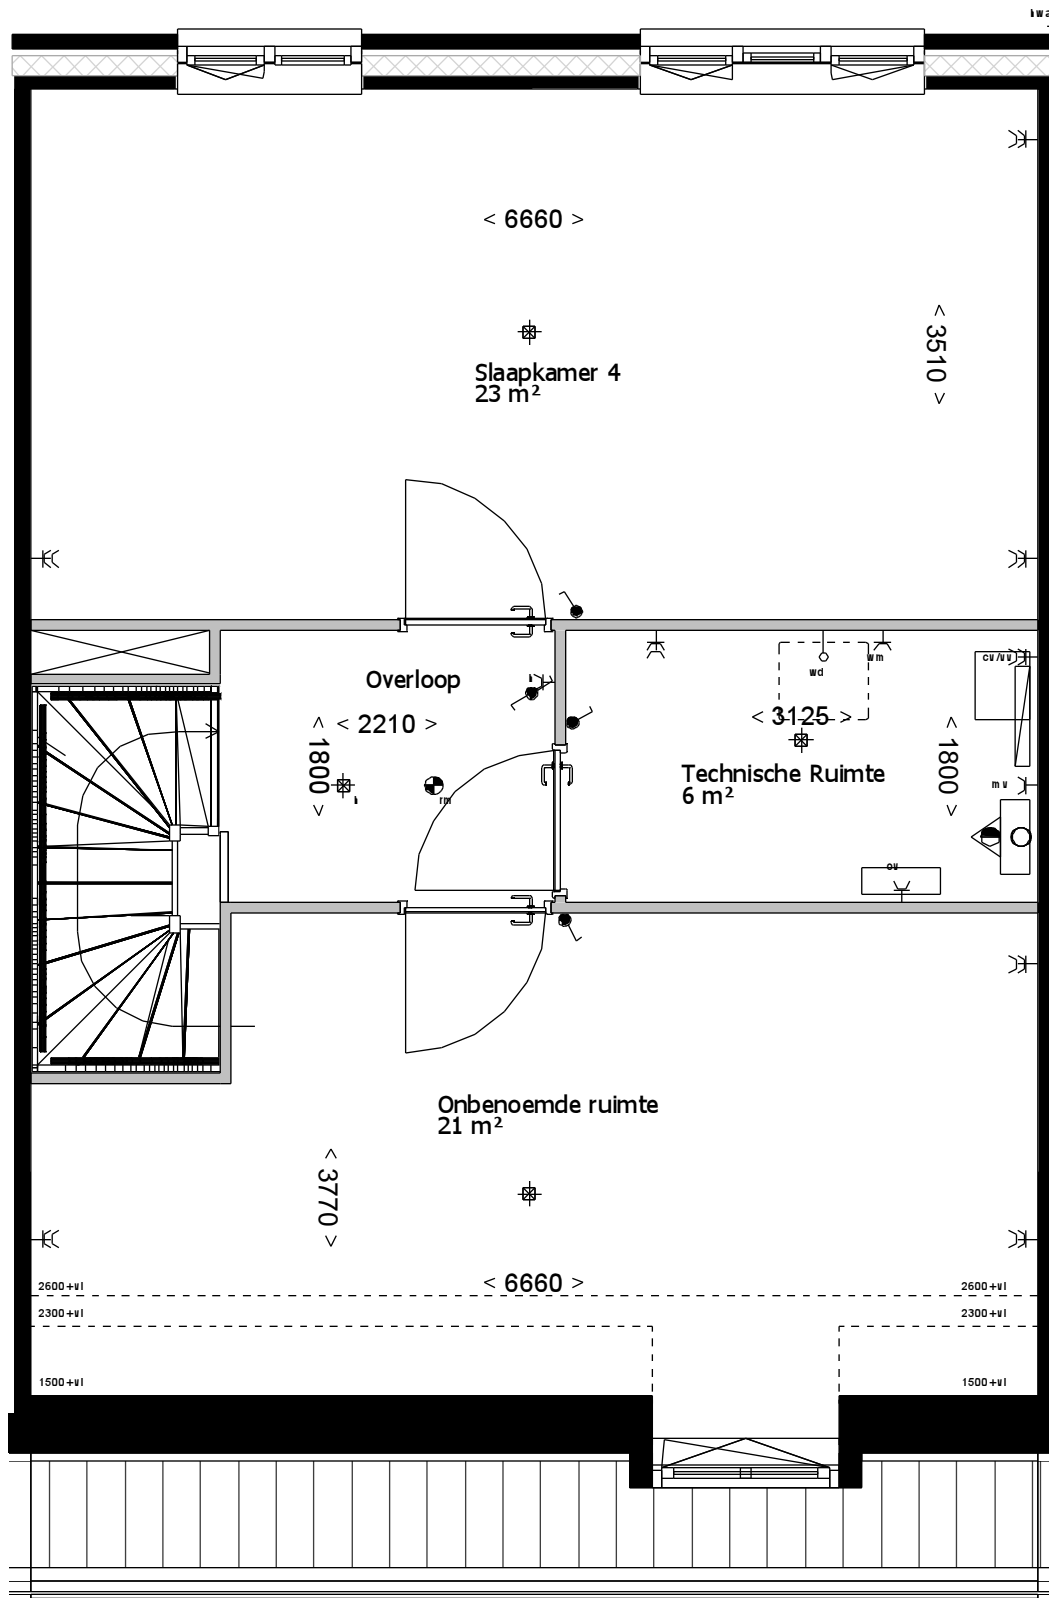 < 6660 >
< 3510 >
Slaapkamer 4
23 m²
Overloop
wd
wm
cv/vv
< 2210 >
< 3125 >
< 1800 >
< 1800 >
Technische Ruimte
6 m²
rm
mv
ov
Onbenoemde ruimte
21 m²
< 3770 >
< 6660 >
2600+vl
2600+vl
2300+vl
2300+vl
1500+vl
1500+vl